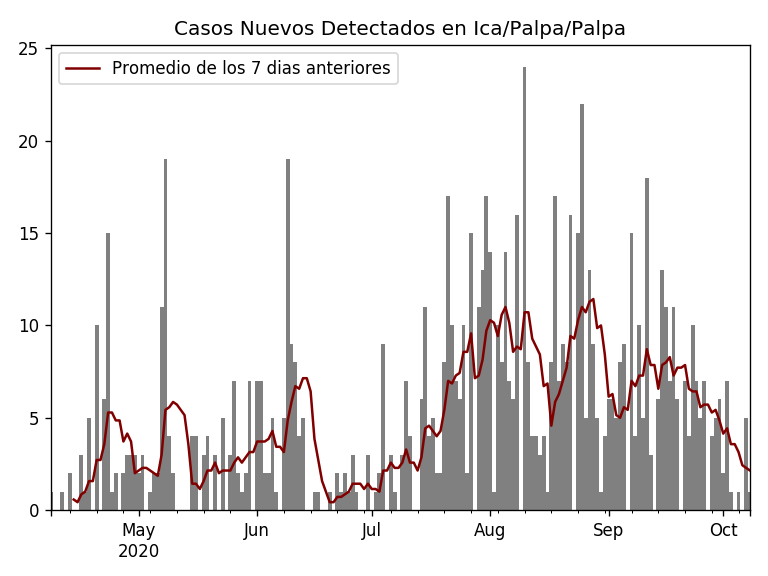 Casos Nuevos Detectados en Ica/Palpa/Palpa
Promedio de los 7 dias anteriores
25
20
15
10
5
0
May Jun Jul Aug Sep Oct
2020